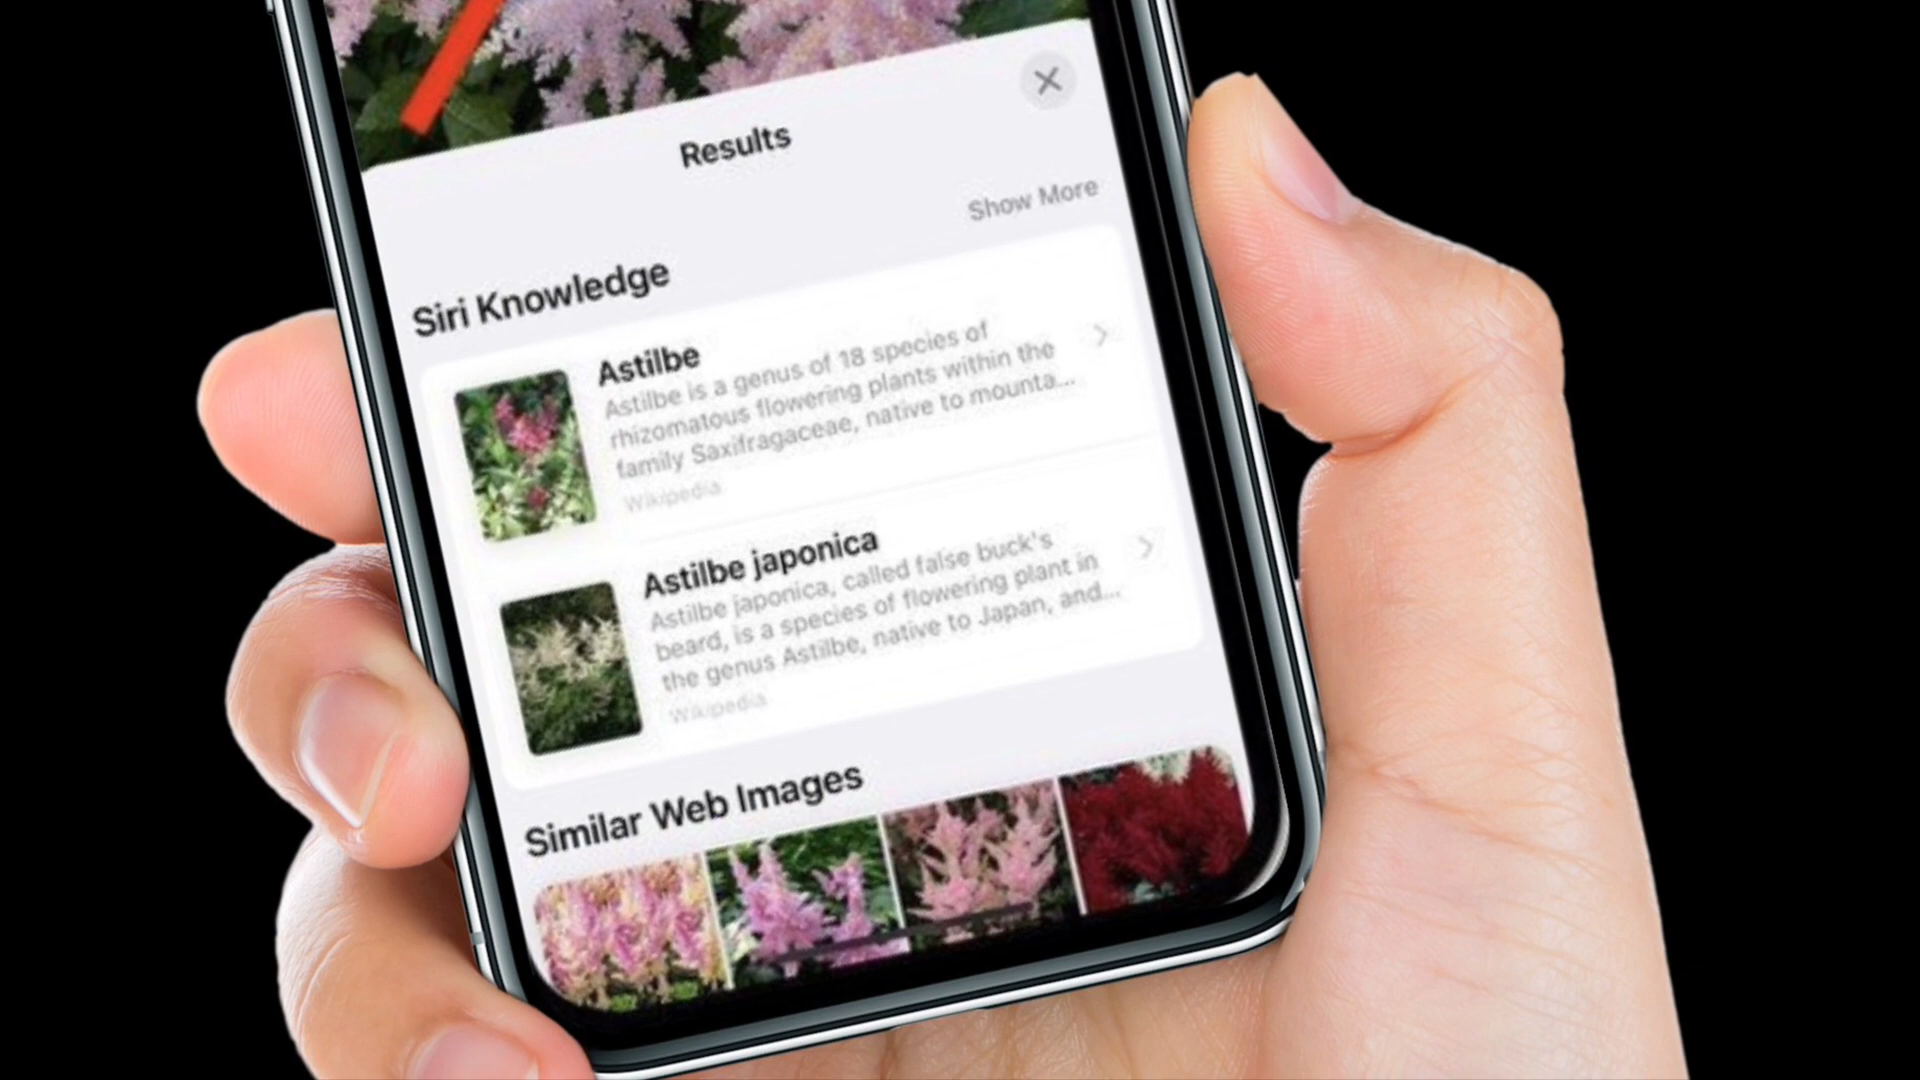 Results
Show More
Siri Knowledge
Astilbe
Astilbe is a genus of 18 species of
rhizomatous flowering plants within the
family Saxifragaceae, native to mounta...
Wikipedia
Astilbe japonica
Astilbe japonica, called false buck's
beard, is a species of flowering plant in
the genus Astilbe, native to Japan, and...
Wikipedia
Similar Web Images